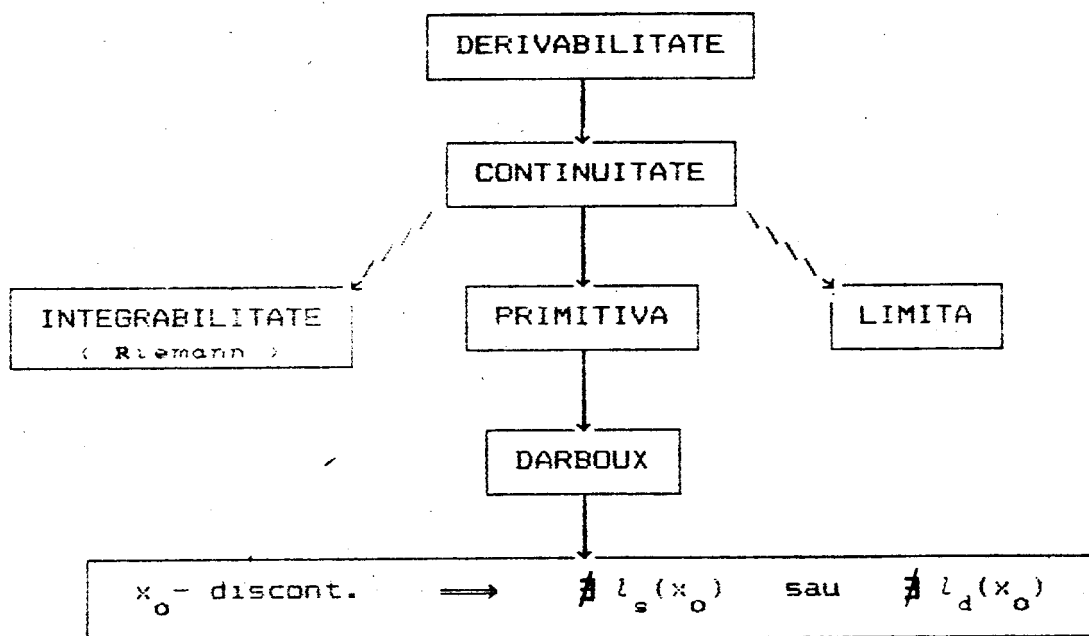 DERIVABILITATE
CONTINUITATE
INTEGRABILITATE
( Riemann )
PRIMITIVA
LIMITA
DARBOUX
x₀- discont. ⟹ ∄ l_s(x₀) sau ∄ l_d(x₀)